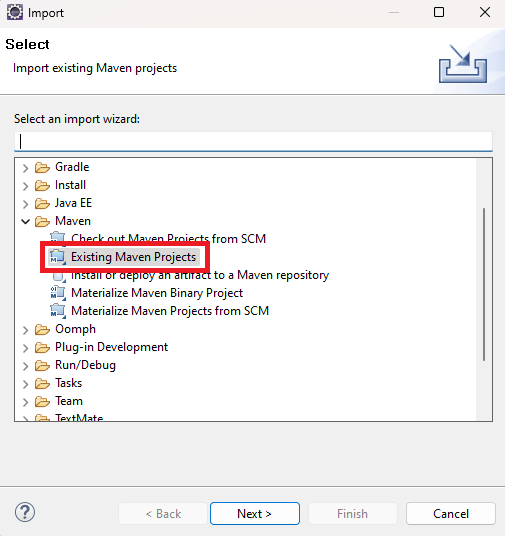 Import
Select
Import existing Maven projects
Select an import wizard:
Gradle
Install
Java EE
Maven
Check out Maven Projects from SCM
Existing Maven Projects
Install or deploy an artifact to a Maven repository
Materialize Maven Binary Project
Materialize Maven Projects from SCM
Oomph
Plug-in Development
Run/Debug
Tasks
Team
TextMate
? < Back Next > Finish Cancel